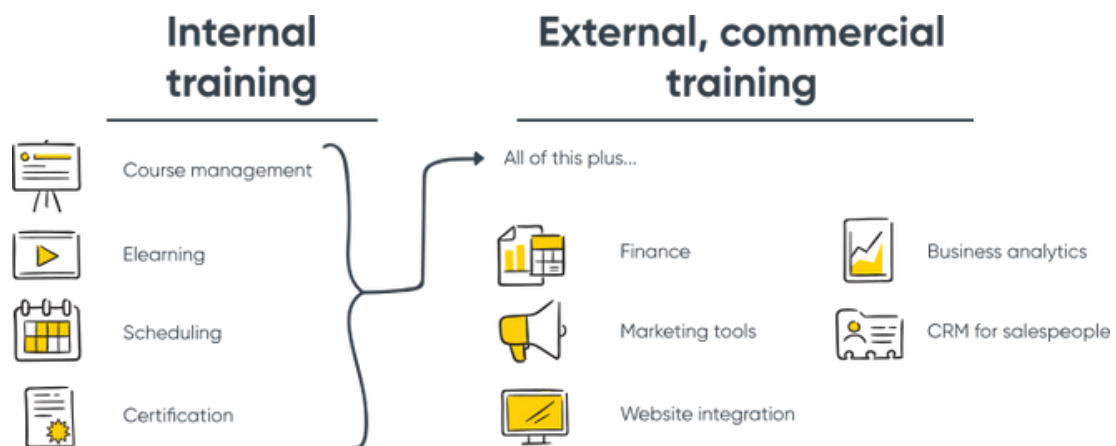 Internal
training
Course management
Elearning
Scheduling
Certification
External, commercial
training
All of this plus...
Finance
Business analytics
Marketing tools
CRM for salespeople
Website integration